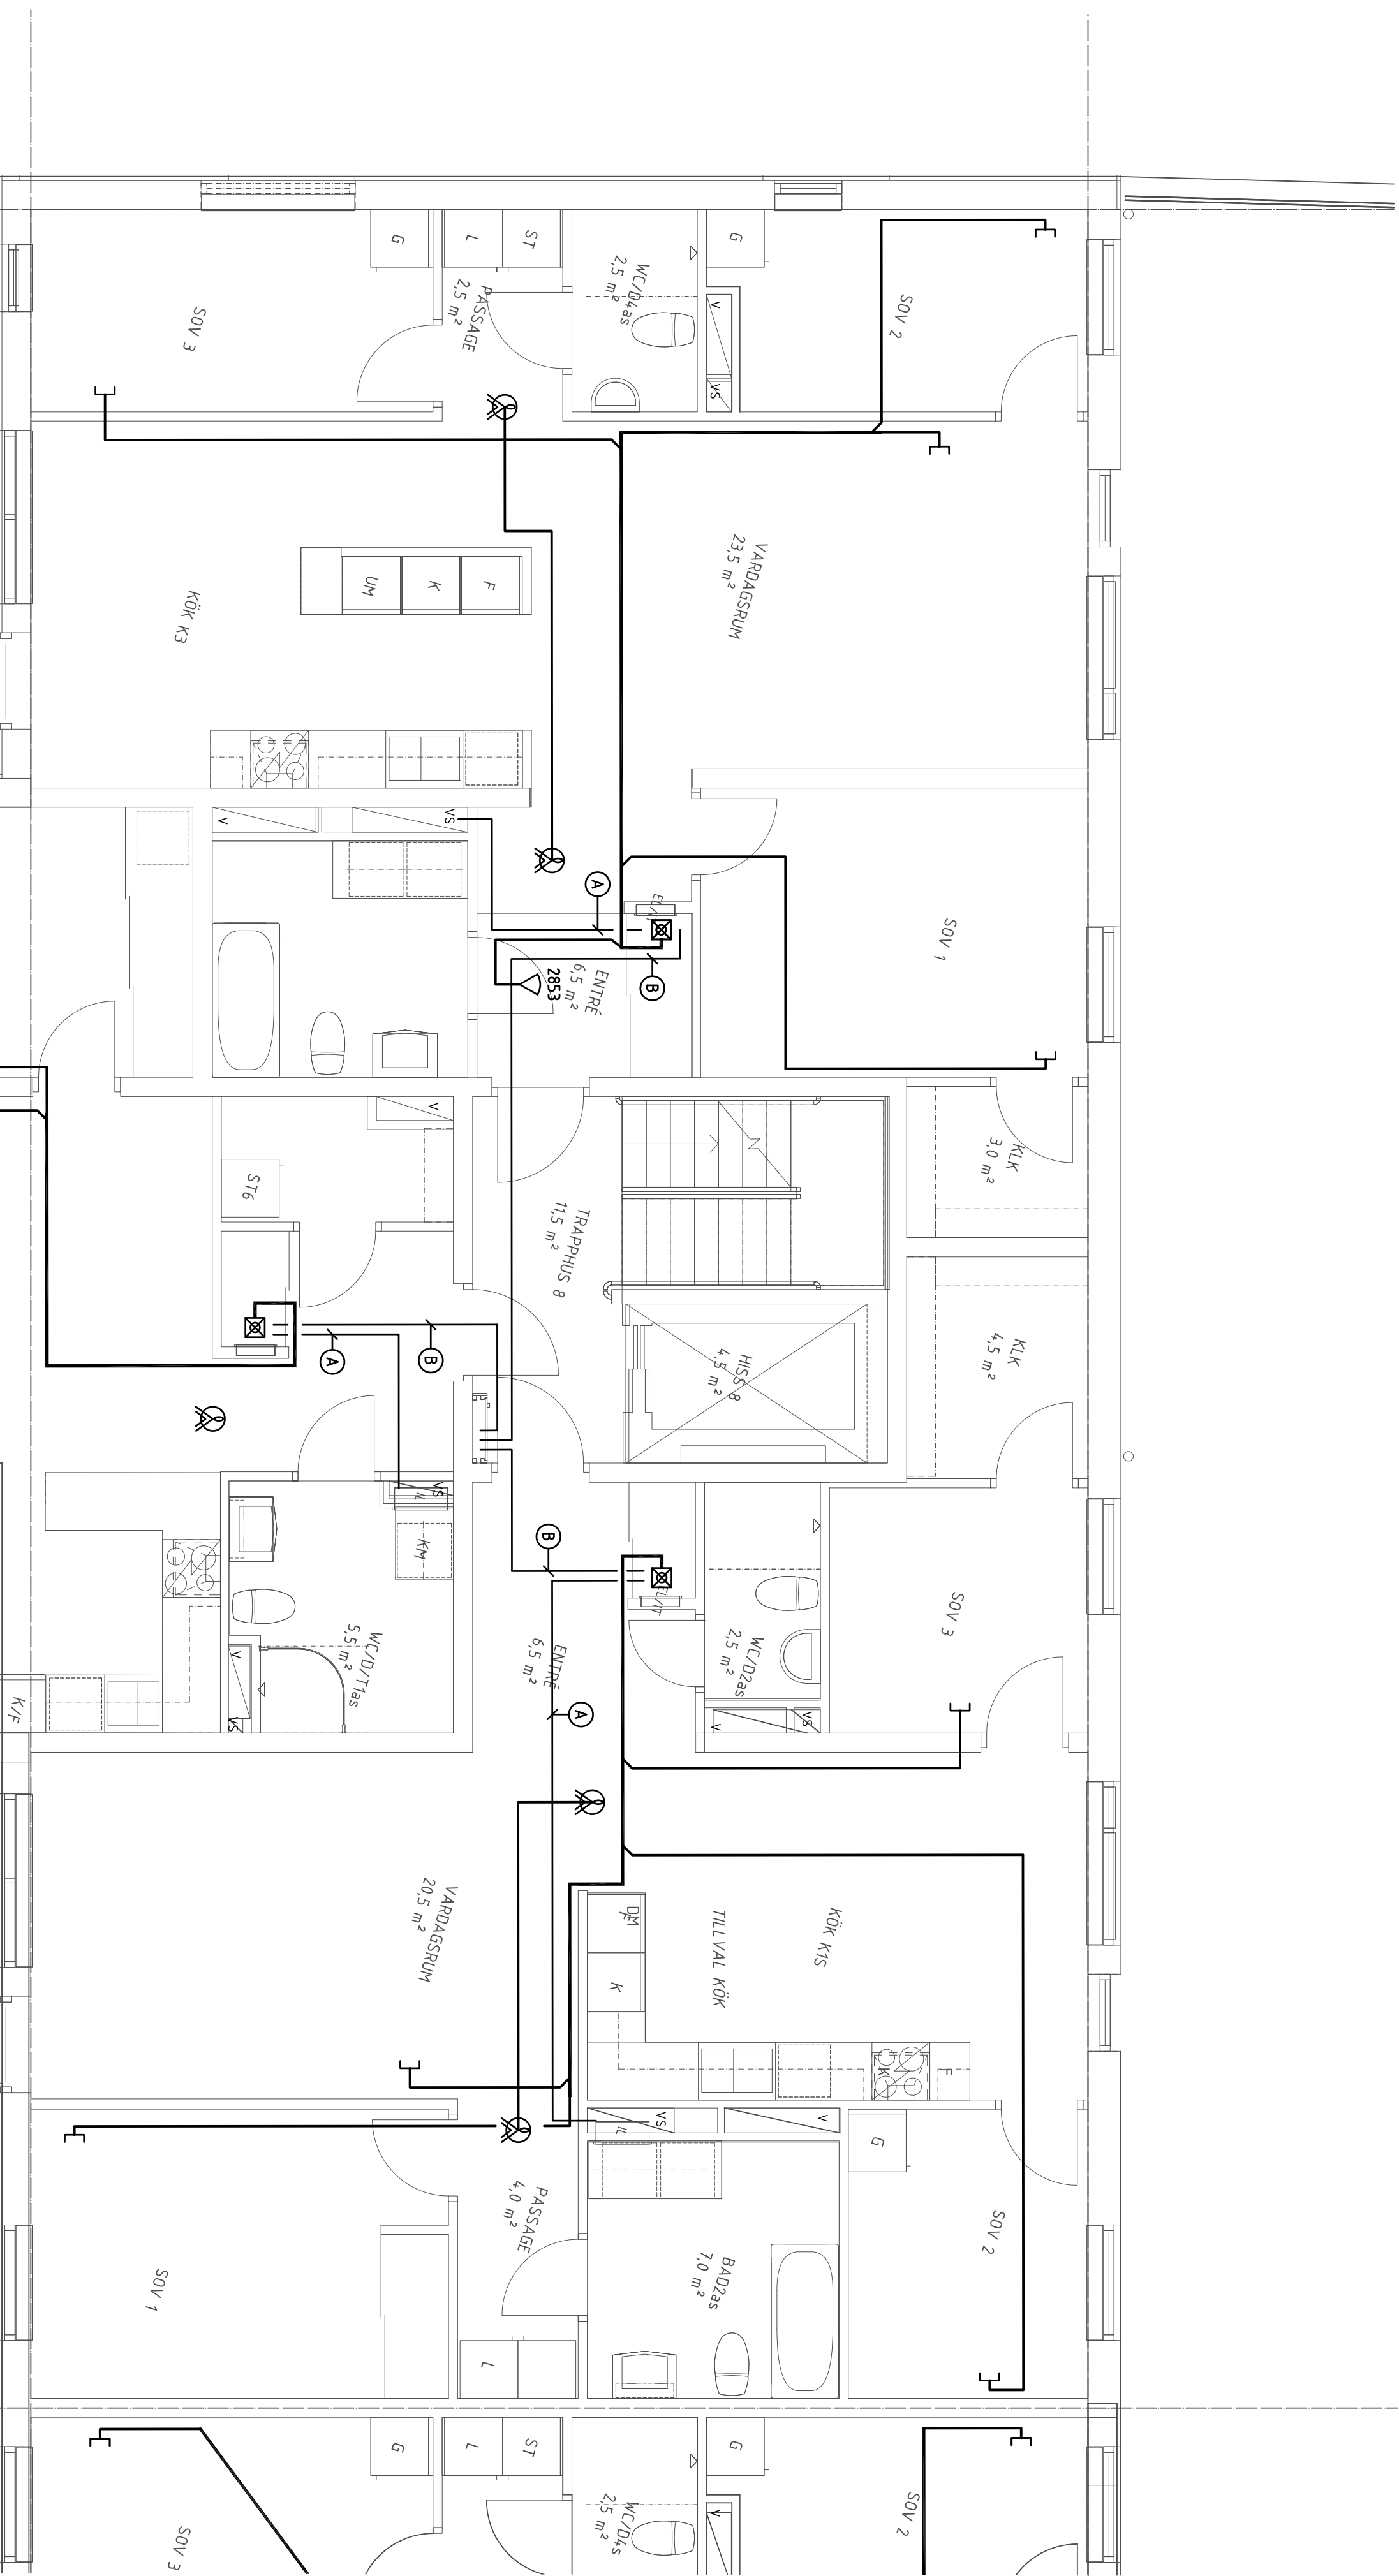 G
L
ST
WC/D4as
2,5 m²
G
V
VS
SOV 2
PASSAGE
2,5 m²
SOV 3
VARDAGSRUM
23,5 m²
UM
K
F
KÖK K3
V
VS
A
EL/IT
B
2853
ENTRÉ
6,5 m²
SOV 1
V
ST6
KLK
3,0 m²
TRAPPHUS 8
11,5 m²
HISS 8
4,5 m²
KLK
4,5 m²
A
B
VS
KM
B
EL/IT
WC/D/T1as
5,5 m²
V
VS
K/F
ENTRÉ
6,5 m²
A
WC/D2as
2,5 m²
V
VS
SOV 3
VARDAGSRUM
20,5 m²
DM
F
K
TILLVAL KÖK
KÖK K1S
K
F
VS
V
G
PASSAGE
4,0 m²
BAD2as
7,0 m²
SOV 2
SOV 1
L
G
L
ST
G
WC/D4s
2,5 m²
V
SOV 2
SOV 3